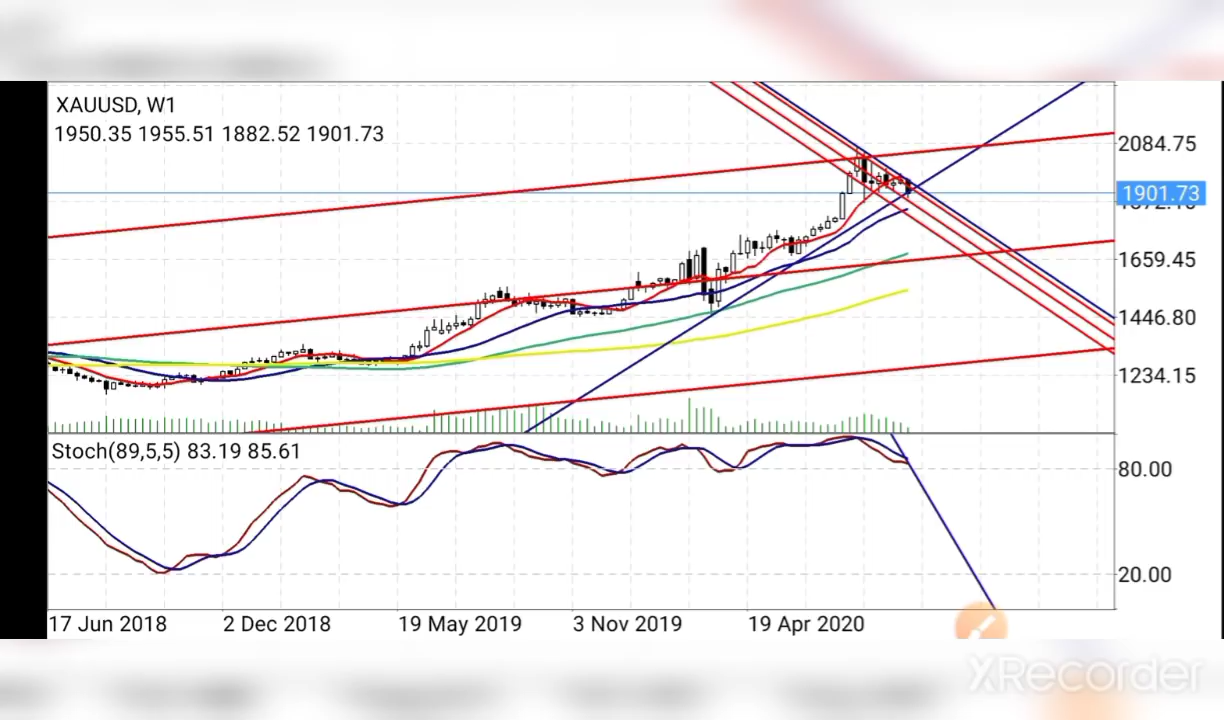 XAUUSD, W1
1950.35 1955.51 1882.52 1901.73
2084.75
1901.73
1659.45
1446.80
1234.15
Stoch(89,5,5) 83.19 85.61
80.00
20.00
17 Jun 2018 2 Dec 2018 19 May 2019 3 Nov 2019 19 Apr 2020
XRecorder